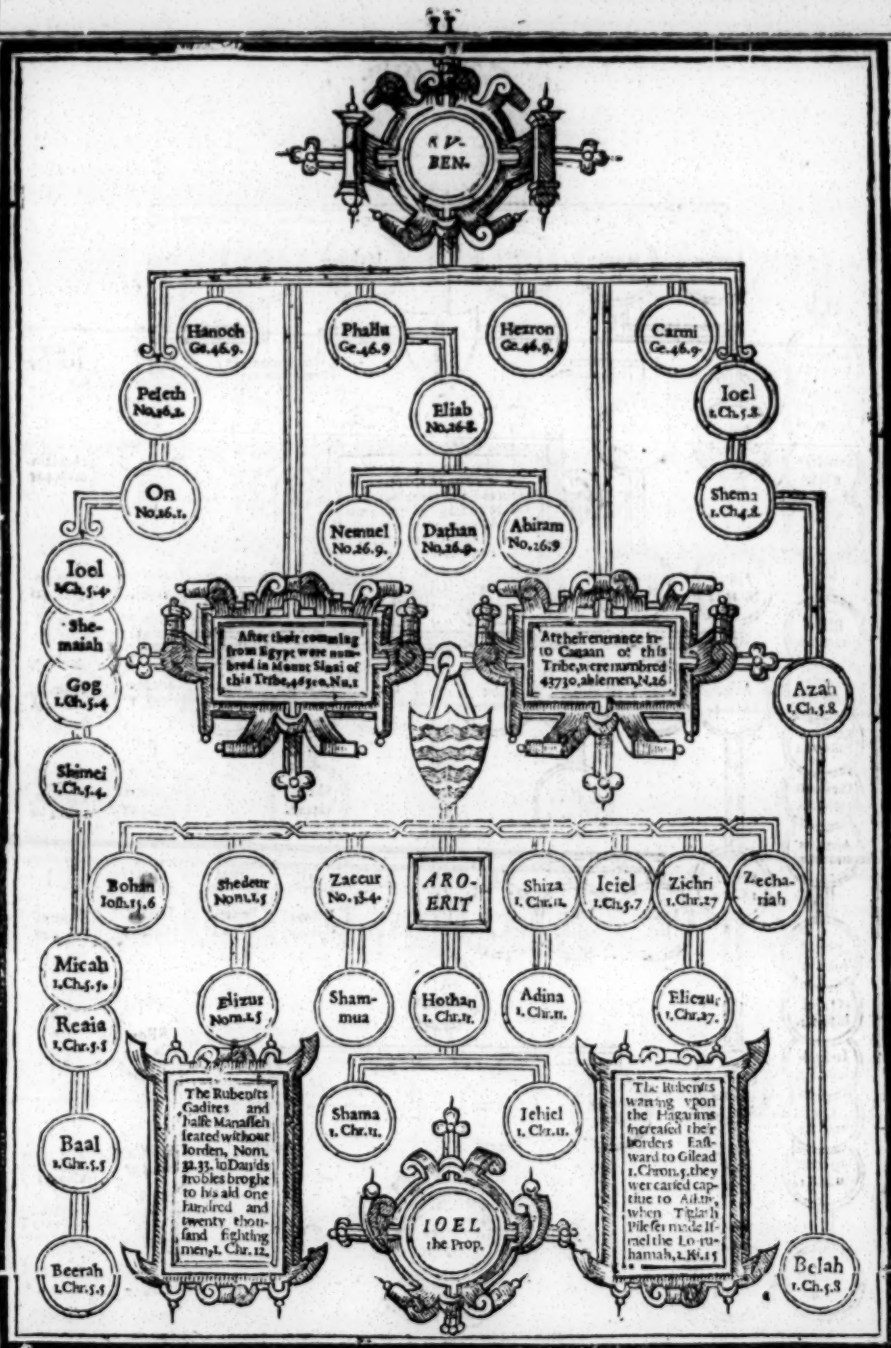 11
RV-
BEN.
Hanoch
Ge.46.9.
Phallu
Ge.46.9
Hezron
Ge.46.9.
Carmi
Ge.46.9.
Peleth
No.16.1.
Eliab
No.26.8.
Ioel
1.Ch.5.8.
On
No.16.1.
Nemuel
No.26.9.
Dathan
No.26.9.
Abiram
No.26.9
Shema
1.Ch.4.8.
Ioel
1.Ch.5.4.
She-
maiah
Gog
1.Ch.5.4
Shimei
1.Ch.5.4.
After their comming
from Egypt were num-
bred in Mount Sinai of
this Tribe, 46500, Nu.1
At their entrance in-
to Canaan of this
Tribe, were numbred
43730, able men, N.26
Azah
1.Ch.5.8.
Bohan
Iosh.15.6
Shedeur
Nom.1.5
Zaccur
No.13.4.
ARO-
ERIT
Shiza
1.Chr.11.
Ieiel
1.Ch.5.7
Zichri
1.Chr.27
Zecha-
riah
Micah
1.Ch.5.5.
Reaia
1.Chr.5.5
Elizur
Nom.1.5
Sham-
mua
Hothan
1.Chr.11.
Adina
1.Chr.11.
Eliezur
1.Chr.27.
Shama
1.Chr.11.
Iehiel
1.Chr.11.
Baal
1.Chr.5.5
Beerah
1.Chr.5.5
The Rubenits
Gadites and
halfe Manasseh
seated without
Iorden, Nom.
32.33. in Dauids
trobles broght
to his aid one
hundred and
twenty thou-
sand fighting
men, 1. Chr. 12.
IOEL
the Prop.
The Rubenits
warring vpon
the Hagarims
increased their
borders East-
ward to Gilead
1.Chron.5. they
wer caried cap-
tiue to
when Tiglath
Pileser made Is-
rael the Lo-ru-
hamah, 2.Ki.15
Belah
1.Ch.5.8